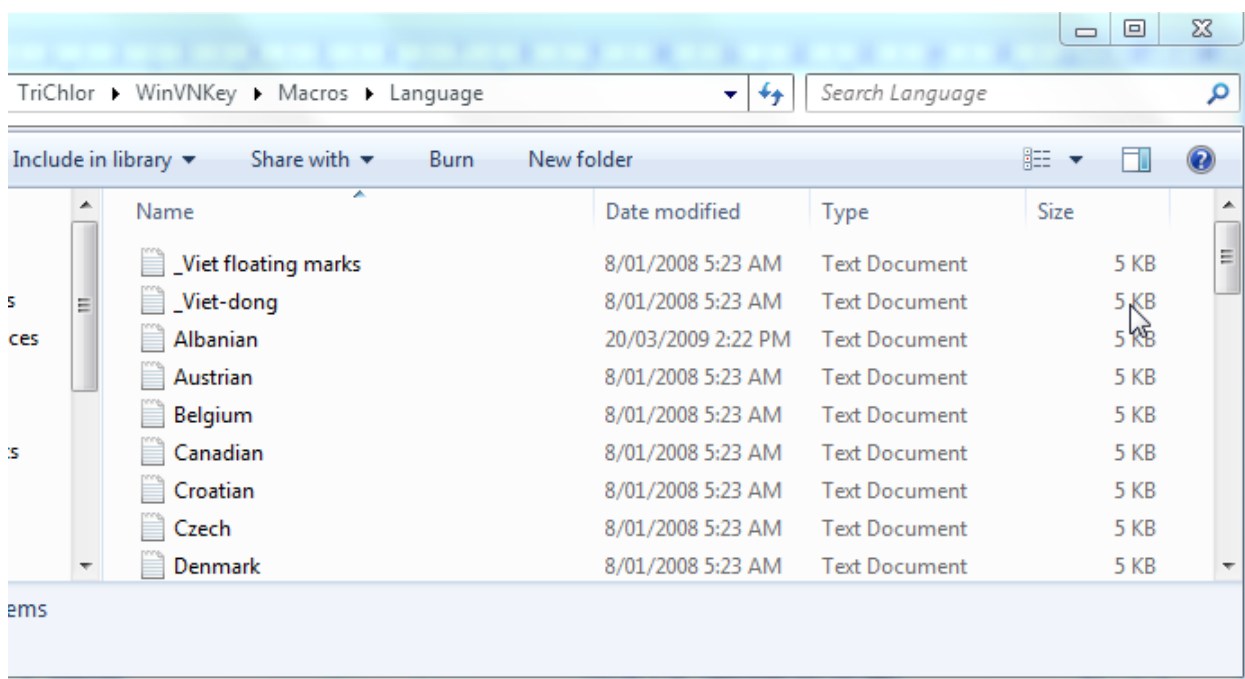 TriChlor WinVNKey Macros Language Search Language
Include in library Share with Burn New folder
Name Date modified Type Size
_Viet floating marks 8/01/2008 5:23 AM Text Document 5 KB
s _Viet-dong 8/01/2008 5:23 AM Text Document 5 KB
ces Albanian 20/03/2009 2:22 PM Text Document 5 KB
Austrian 8/01/2008 5:23 AM Text Document 5 KB
Belgium 8/01/2008 5:23 AM Text Document 5 KB
Canadian 8/01/2008 5:23 AM Text Document 5 KB
Croatian 8/01/2008 5:23 AM Text Document 5 KB
Czech 8/01/2008 5:23 AM Text Document 5 KB
Denmark 8/01/2008 5:23 AM Text Document 5 KB
ems